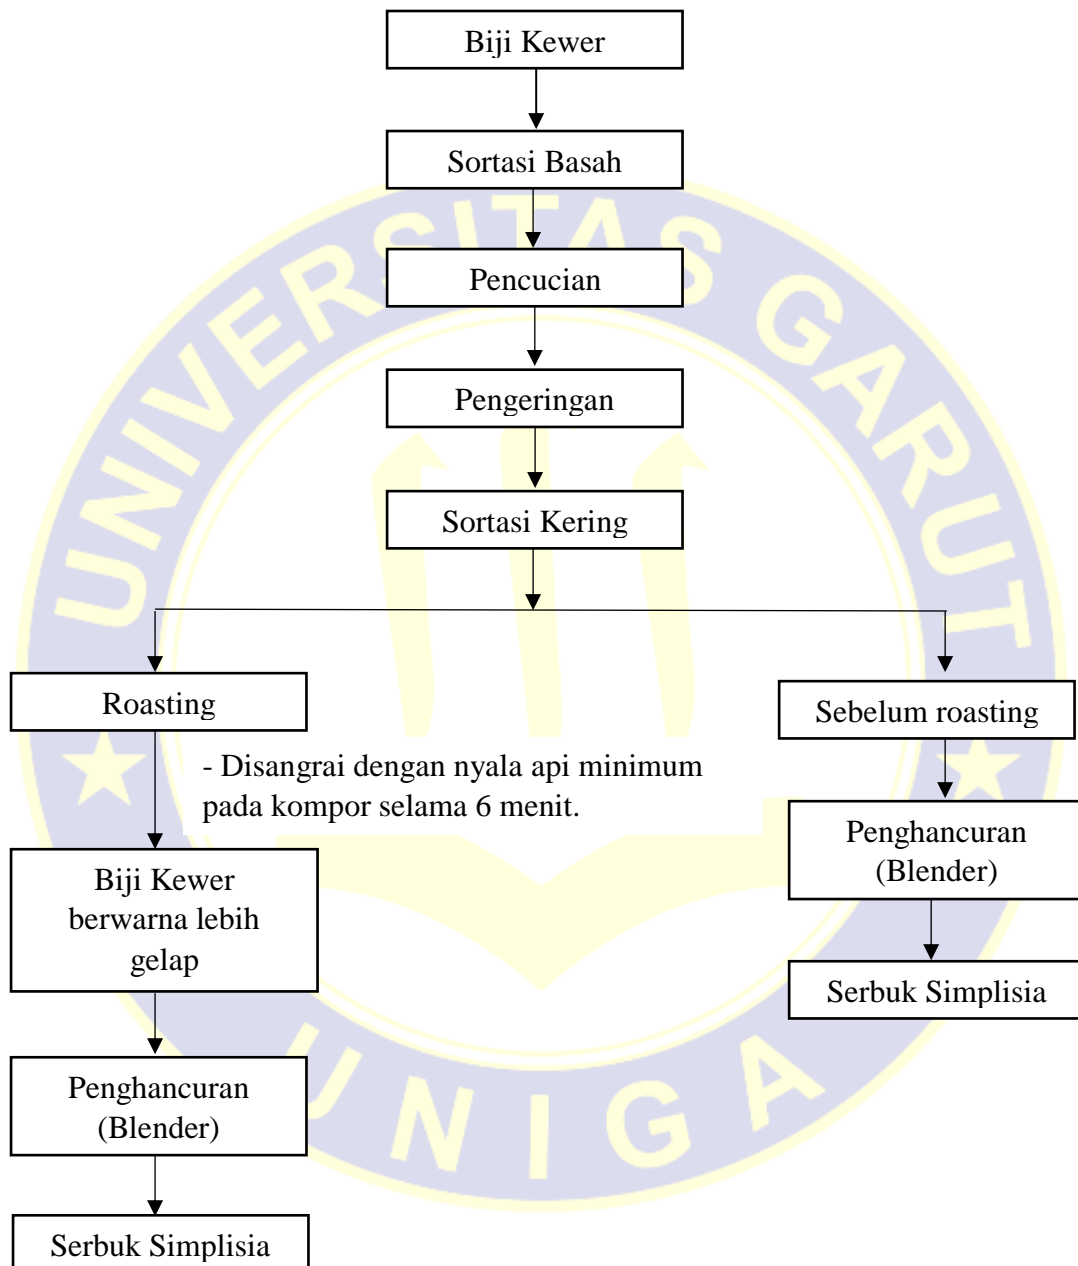 Biji Kewer
Sortasi Basah
Pencucian
Pengeringan
Sortasi Kering
Roasting
- Disangrai dengan nyala api minimum
pada kompor selama 6 menit.
Biji Kewer
berwarna lebih
gelap
Penghancuran
(Blender)
Serbuk Simplisia
Sebelum roasting
Penghancuran
(Blender)
Serbuk Simplisia
UNIVERSITAS GARUT
UNIGA